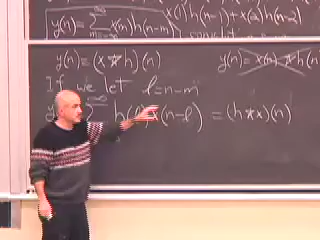 y(n) = Σ x(m) h(n-m) x(1)h(n-1)+x(2)h(n-2)
y(n) = (x * h)(n) y(n) = x(n) * h(n)
If we let l = n-m
Σ h(l) x(n-l) = (h * x)(n)